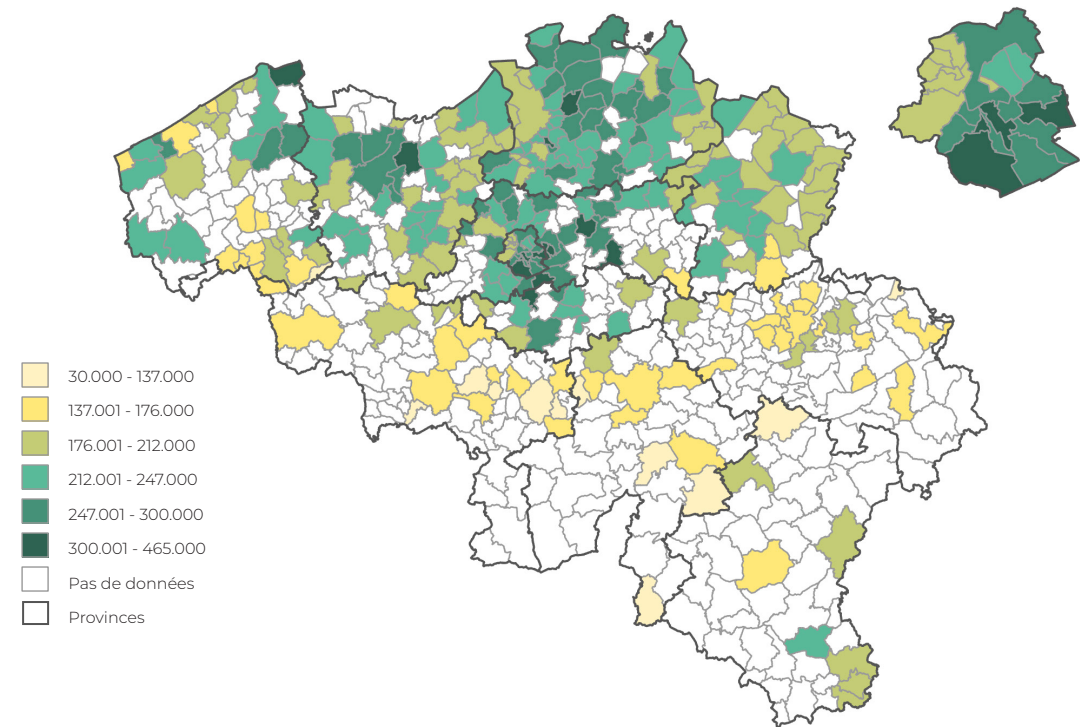 30.000 - 137.000
137.001 - 176.000
176.001 - 212.000
212.001 - 247.000
247.001 - 300.000
300.001 - 465.000
Pas de données
Provinces